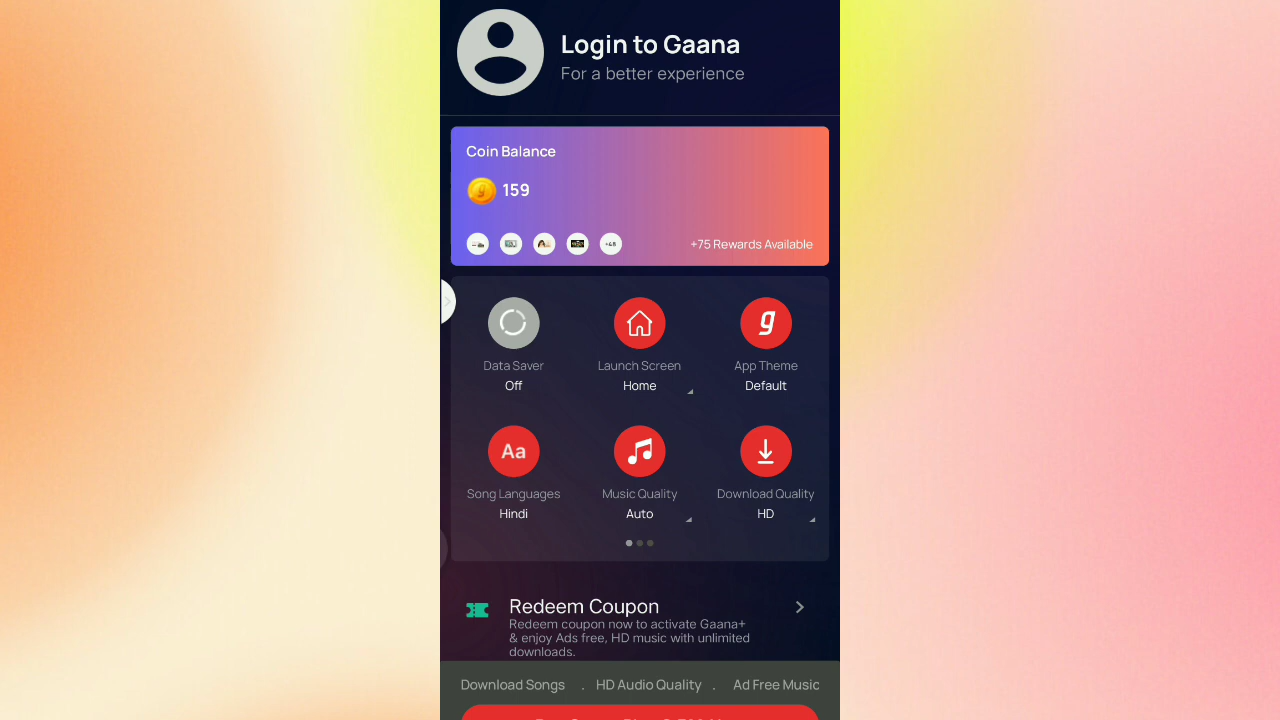 Login to Gaana
For a better experience
Coin Balance
159
+48
+75 Rewards Available
Data Saver
Off
Launch Screen
Home
App Theme
Default
Aa
Song Languages
Hindi
Music Quality
Auto
Download Quality
HD
Redeem Coupon
Redeem coupon now to activate Gaana+
& enjoy Ads free, HD music with unlimited
downloads.
Download Songs . HD Audio Quality . Ad Free Music